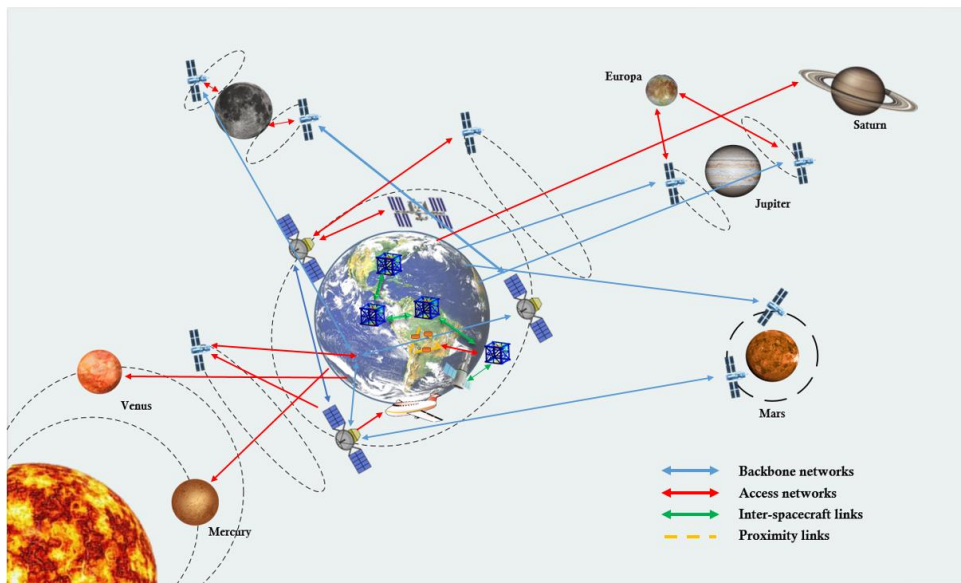 Europa
Saturn
Jupiter
Venus
Mars
Mercury
Backbone networks
Access networks
Inter-spacecraft links
Proximity links